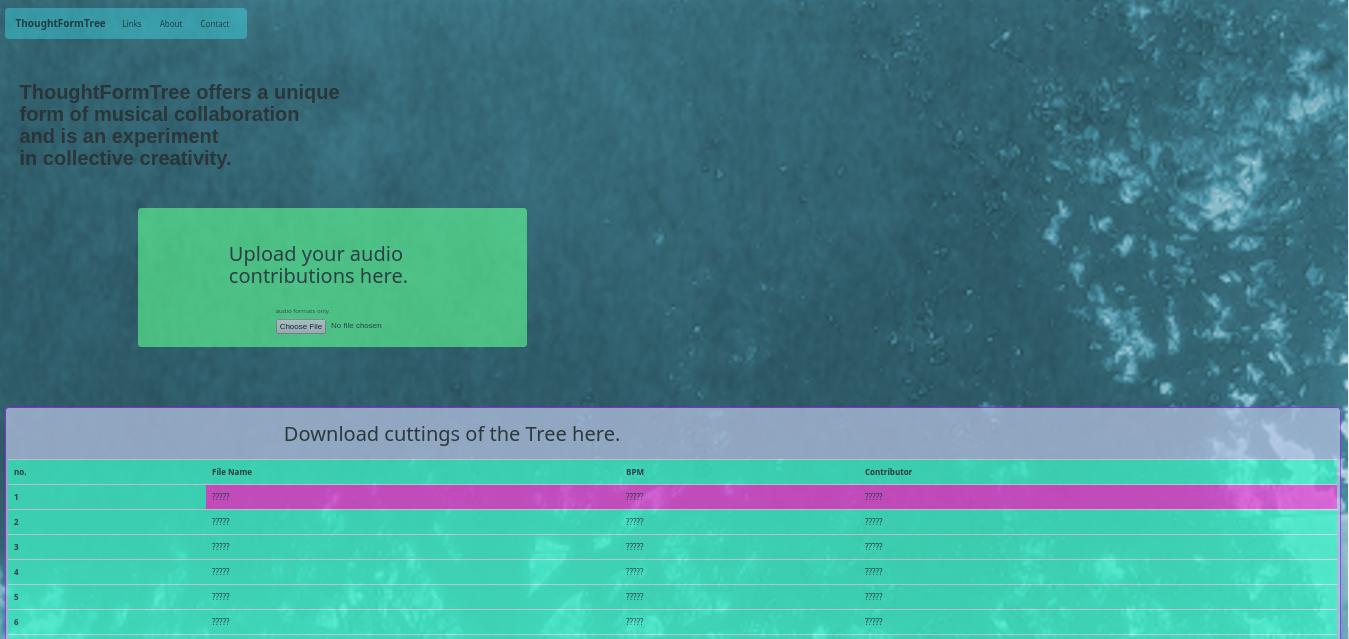 ThoughtFormTree Links About Contact
ThoughtFormTree offers a unique
form of musical collaboration
and is an experiment
in collective creativity.
Upload your audio
contributions here.
audio formats only.
Choose File No file chosen
Download cuttings of the Tree here.
no. File Name BPM Contributor
1 ????? ????? ?????
2 ????? ????? ?????
3 ????? ????? ?????
4 ????? ????? ?????
5 ????? ????? ?????
6 ????? ????? ?????